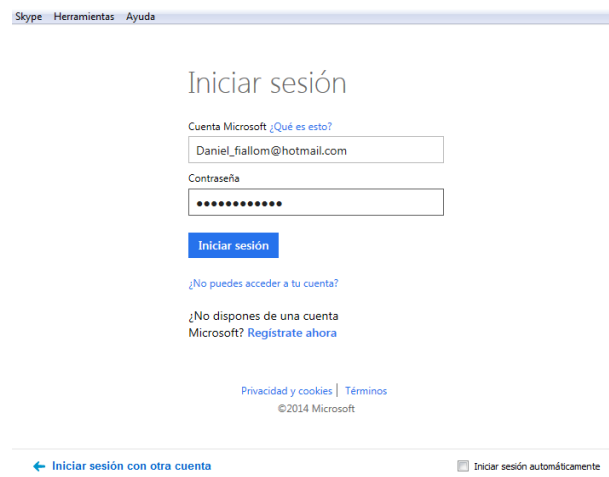 Skype Herramientas Ayuda
Iniciar sesión
Cuenta Microsoft ¿Qué es esto?
Daniel_fiallom@hotmail.com
Contraseña
●●●●●●●●●●●●
Iniciar sesión
¿No puedes acceder a tu cuenta?
¿No dispones de una cuenta
Microsoft? Regístrate ahora
Privacidad y cookies | Términos
©2014 Microsoft
← Iniciar sesión con otra cuenta
Iniciar sesión automáticamente